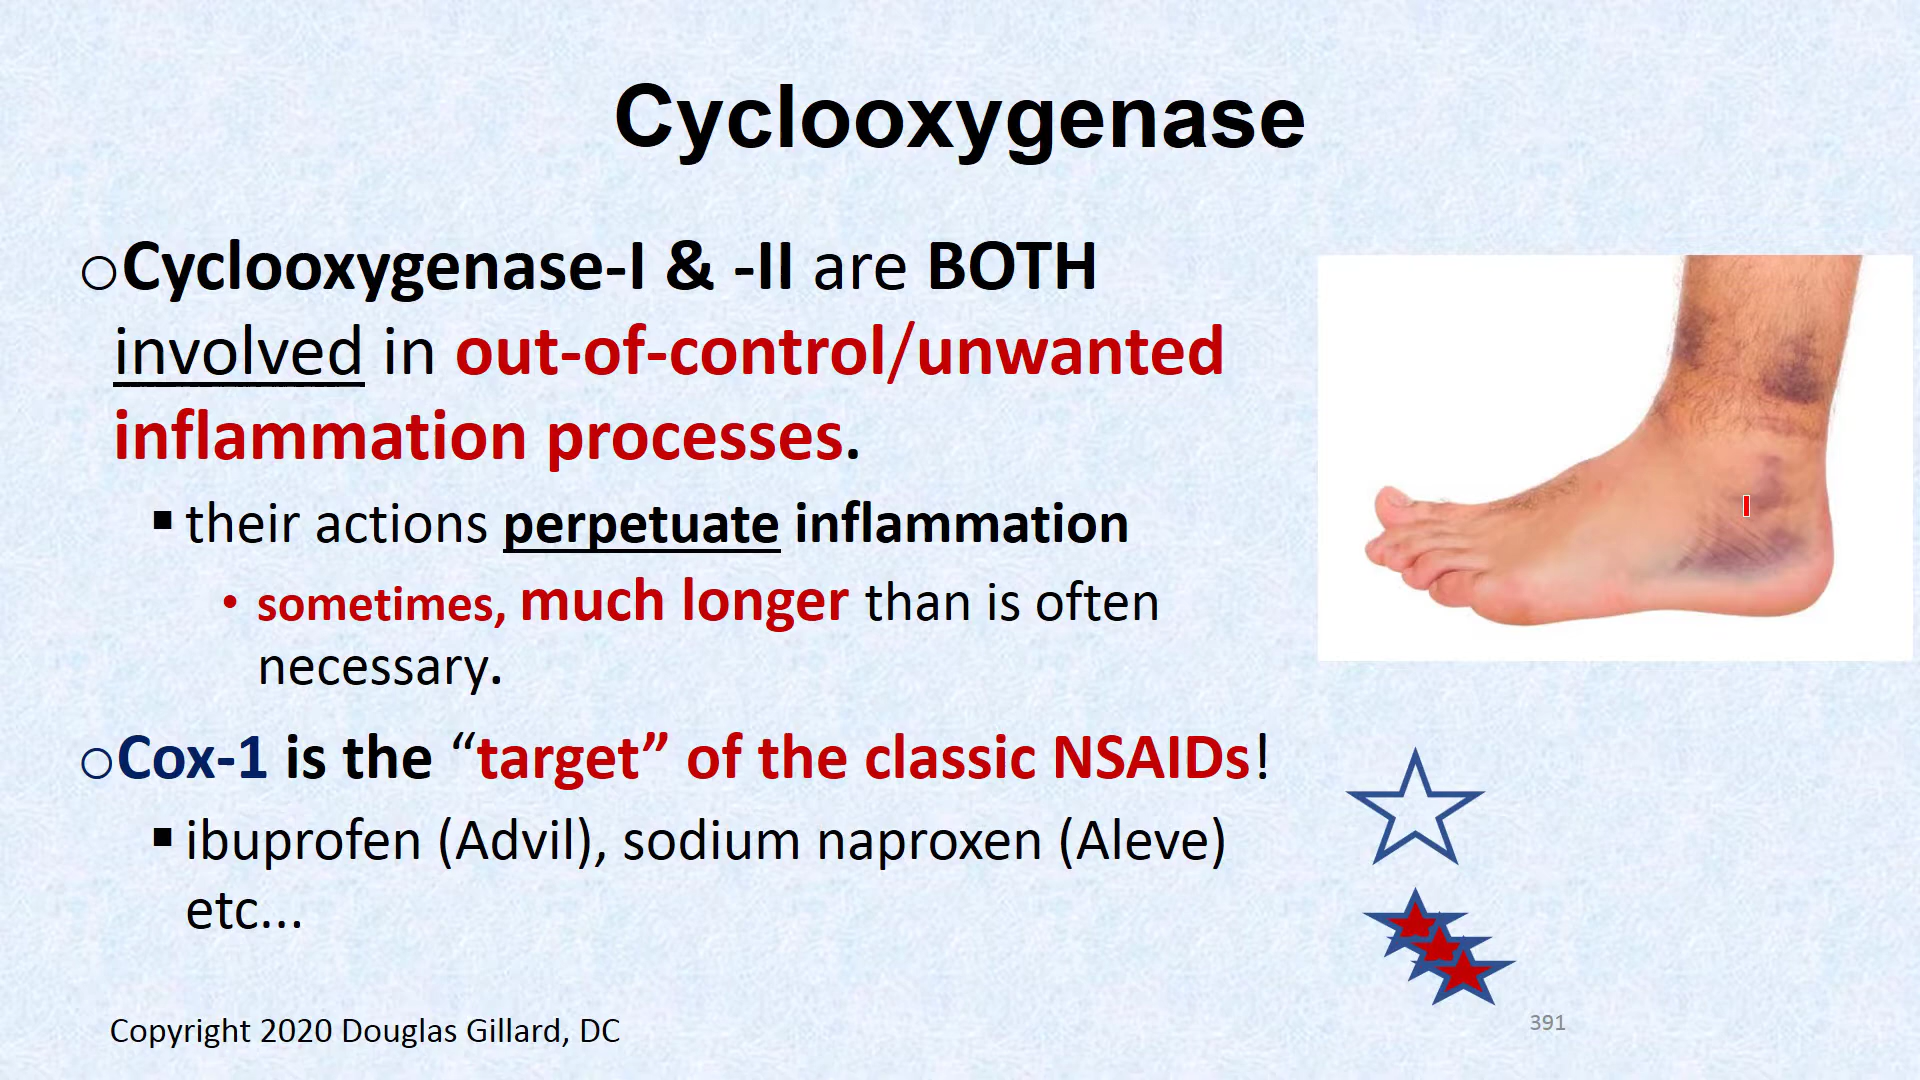 Cyclooxygenase
Cyclooxygenase-I & -II are BOTH
involved in out-of-control/unwanted
inflammation processes.
their actions perpetuate inflammation
sometimes, much longer than is often
necessary.
Cox-1 is the “target” of the classic NSAIDs!
ibuprofen (Advil), sodium naproxen (Aleve)
etc...
Copyright 2020 Douglas Gillard, DC
391